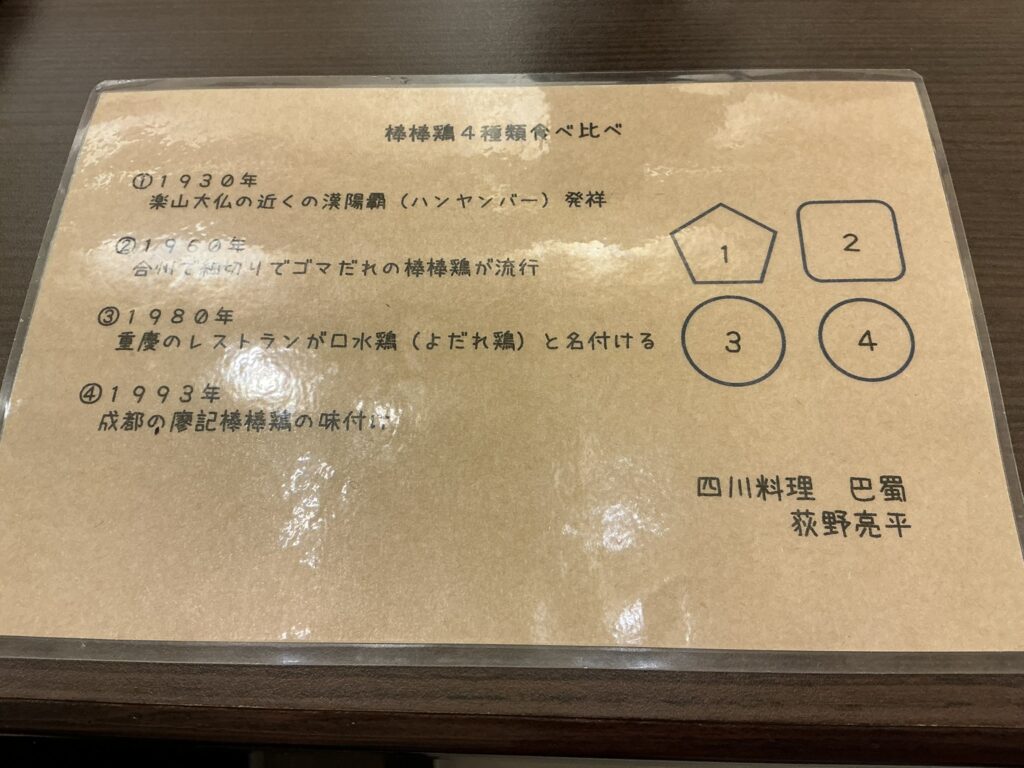 棒棒鶏４種類食べ比べ
①１９３０年
楽山大仏の近くの漢陽霸（ハンヤンバー）発祥
②１９６０年
台州で細切りでゴマだれの棒棒鶏が流行
③１９８０年
重慶のレストランが口水鶏（よだれ鶏）と名付ける
④１９９３年
成都の廖記棒棒鶏の味付け
1
2
3
4
四川料理　巴蜀
荻野亮平